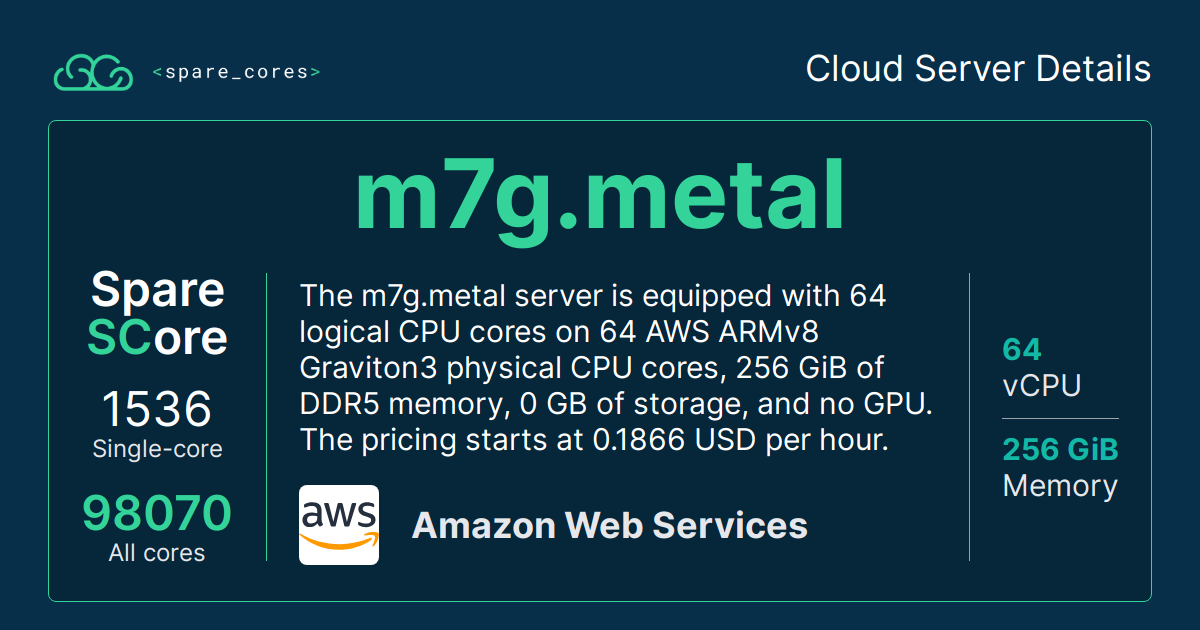 <spare_cores>
Cloud Server Details
m7g.metal
Spare
SCore
1536
Single-core
98070
All cores
The m7g.metal server is equipped with 64
logical CPU cores on 64 AWS ARMv8
Graviton3 physical CPU cores, 256 GiB of
DDR5 memory, 0 GB of storage, and no GPU.
The pricing starts at 0.1866 USD per hour.
aws
Amazon Web Services
64
vCPU
256 GiB
Memory